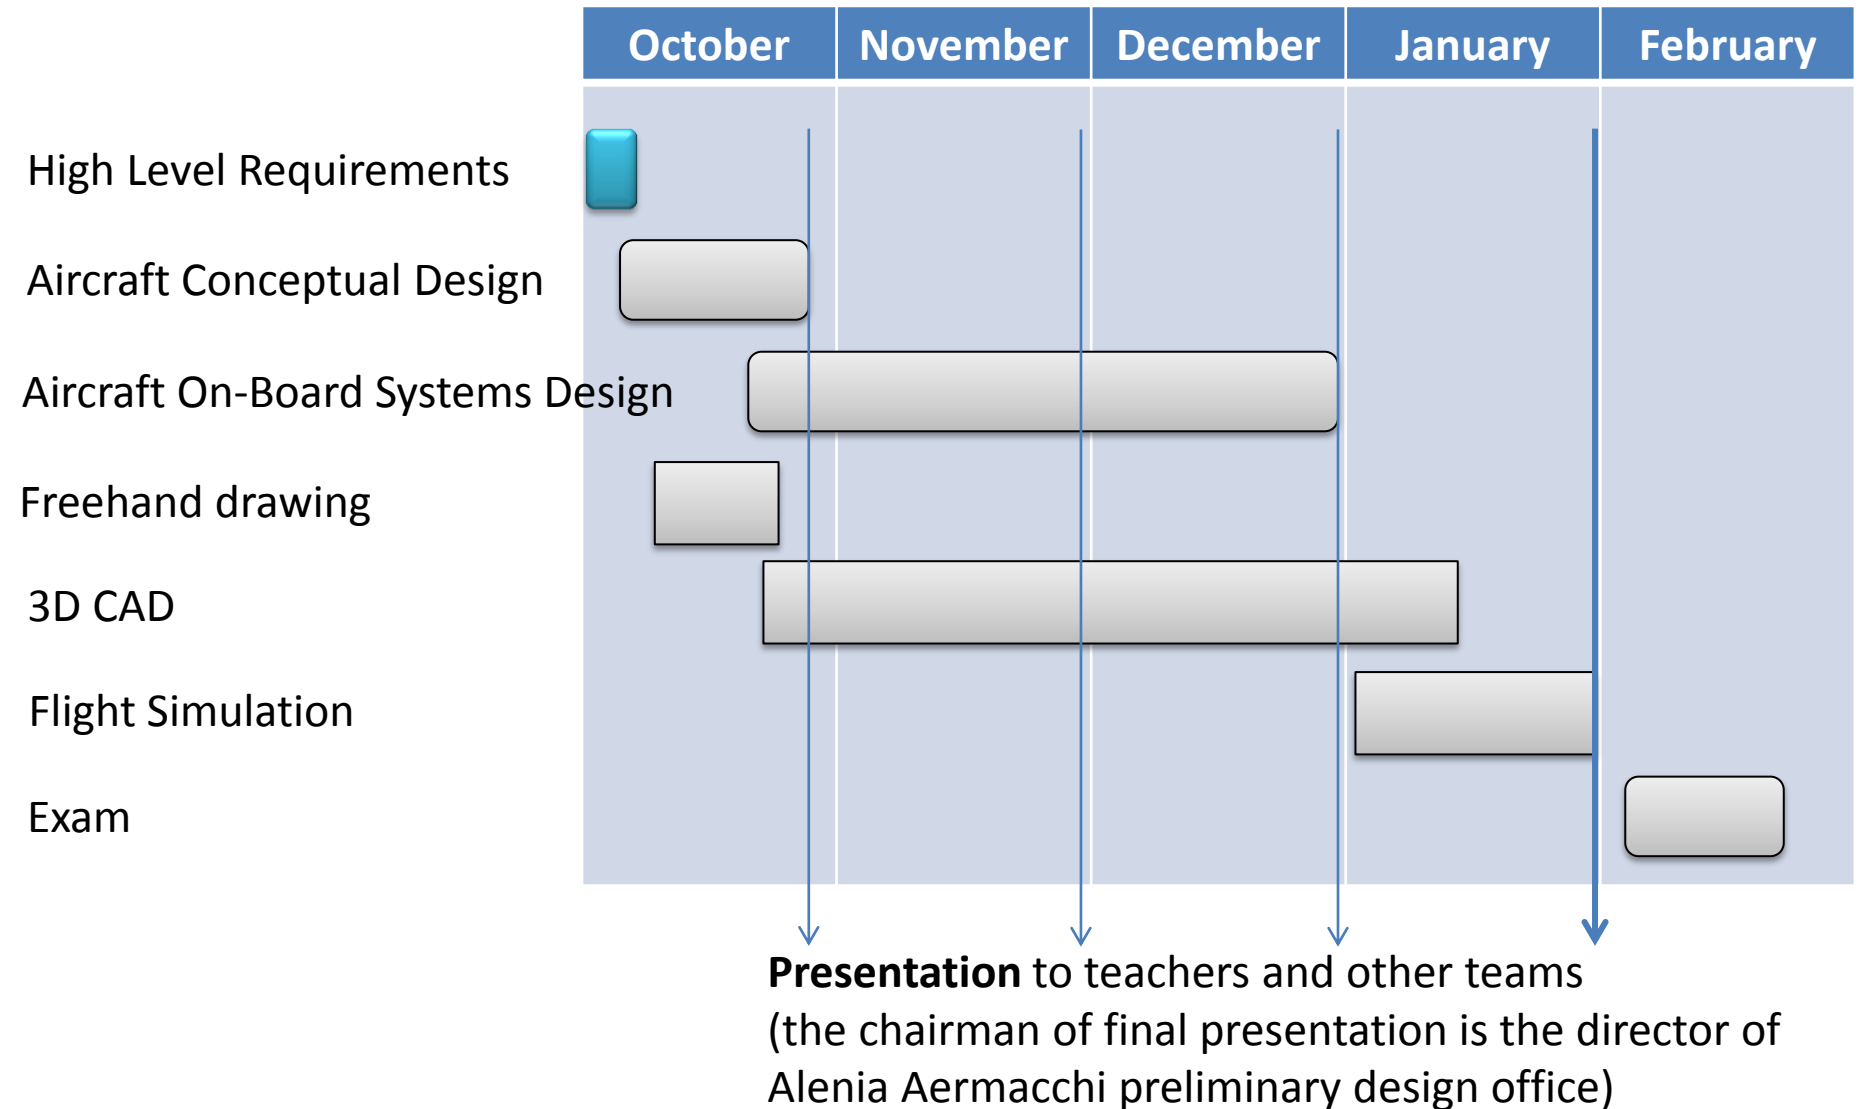 October November December January February
High Level Requirements
Aircraft Conceptual Design
Aircraft On-Board Systems Design
Freehand drawing
3D CAD
Flight Simulation
Exam
Presentation to teachers and other teams
(the chairman of final presentation is the director of
Alenia Aermacchi preliminary design office)